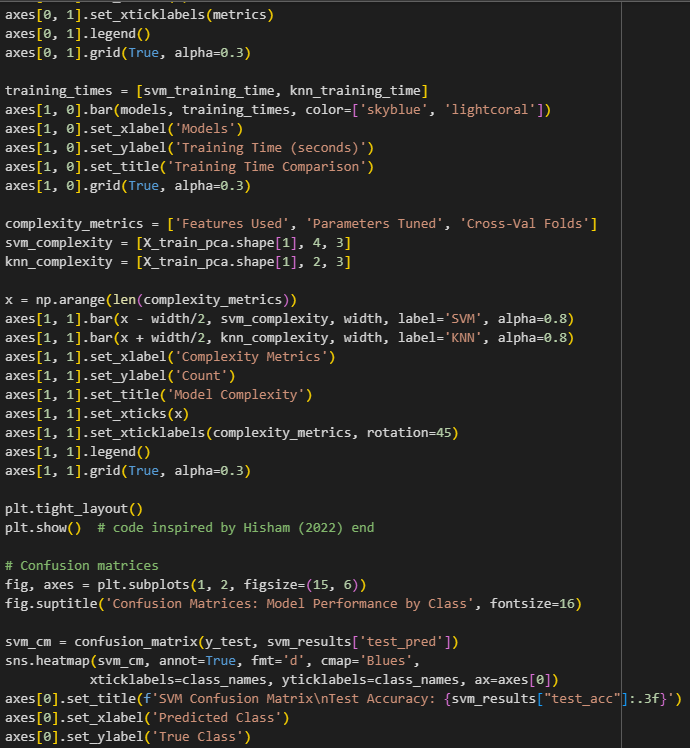 axes[0, 1].set_xticklabels(metrics)
axes[0, 1].legend()
axes[0, 1].grid(True, alpha=0.3)

training_times = [svm_training_time, knn_training_time]
axes[1, 0].bar(models, training_times, color=['skyblue', 'lightcoral'])
axes[1, 0].set_xlabel('Models')
axes[1, 0].set_ylabel('Training Time (seconds)')
axes[1, 0].set_title('Training Time Comparison')
axes[1, 0].grid(True, alpha=0.3)

complexity_metrics = ['Features Used', 'Parameters Tuned', 'Cross-Val Folds']
svm_complexity = [X_train_pca.shape[1], 4, 3]
knn_complexity = [X_train_pca.shape[1], 2, 3]

x = np.arange(len(complexity_metrics))
axes[1, 1].bar(x - width/2, svm_complexity, width, label='SVM', alpha=0.8)
axes[1, 1].bar(x + width/2, knn_complexity, width, label='KNN', alpha=0.8)
axes[1, 1].set_xlabel('Complexity Metrics')
axes[1, 1].set_ylabel('Count')
axes[1, 1].set_title('Model Complexity')
axes[1, 1].set_xticks(x)
axes[1, 1].set_xticklabels(complexity_metrics, rotation=45)
axes[1, 1].legend()
axes[1, 1].grid(True, alpha=0.3)

plt.tight_layout()
plt.show()  # code inspired by Hisham (2022) end

# Confusion matrices
fig, axes = plt.subplots(1, 2, figsize=(15, 6))
fig.suptitle('Confusion Matrices: Model Performance by Class', fontsize=16)

svm_cm = confusion_matrix(y_test, svm_results['test_pred'])
sns.heatmap(svm_cm, annot=True, fmt='d', cmap='Blues',
           xticklabels=class_names, yticklabels=class_names, ax=axes[0])
axes[0].set_title(f'SVM Confusion Matrix\nTest Accuracy: {svm_results["test_acc"]:.3f}')
axes[0].set_xlabel('Predicted Class')
axes[0].set_ylabel('True Class')